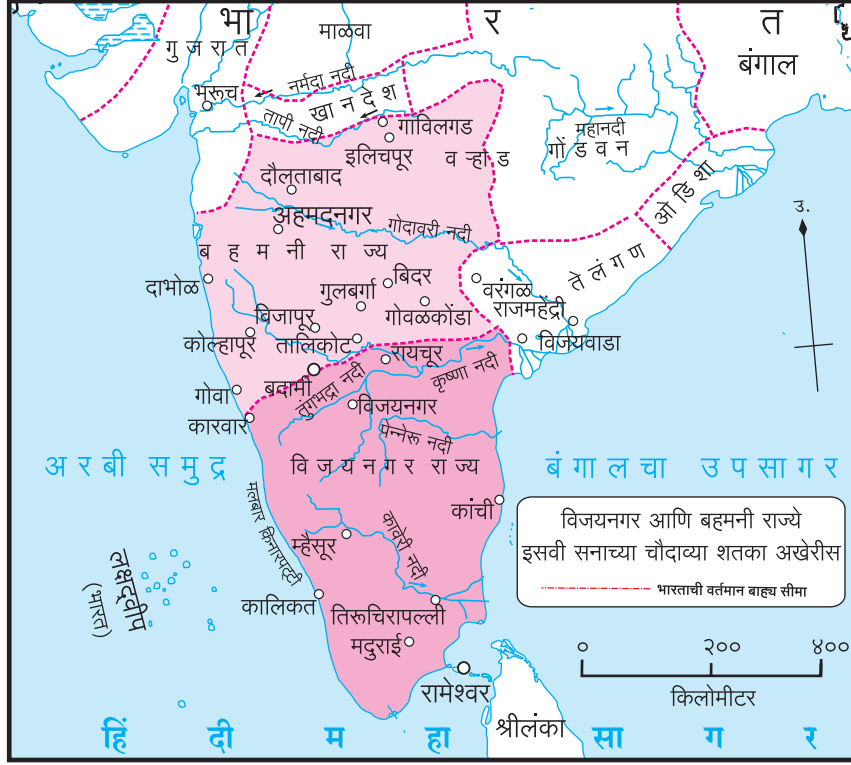 भा र त
गुजरात
माळवा
बंगाल
नर्मदा नदी
भरूच
खानदेश
तापी नदी
गाविलगड
महानदी
गोंडवन
इलिचपूर
वऱ्हाड
दौलताबाद
ओडिशा
उ.
अहमदनगर
गोदावरी नदी
बहमनी राज्य
तेलंगण
दाभोळ
बिदर
वरंगळ
गुलबर्गा
राजमहेंद्री
विजापूर
गोवळकोंडा
कोल्हापूर
तालिकोट
रायचूर
विजयवाडा
बदामी
तुंगभद्रा नदी
कृष्णा नदी
गोवा
विजयनगर
कारवार
पेन्नेरू नदी
अरबी समुद्र
विजयनगर राज्य
बंगालचा उपसागर
मलबार किनारपट्टी
कांची
विजयनगर आणि बहमनी राज्ये
इसवी सनाच्या चौदाव्या शतका अखेरीस
भारताची वर्तमान बाह्य सीमा
म्हैसूर
कावेरी नदी
लक्षद्वीप
(भारत)
कालिकत
तिरूचिरापल्ली
मदुराई
० २०० ४००
किलोमीटर
रामेश्वर
श्रीलंका
हिंदी महासागर